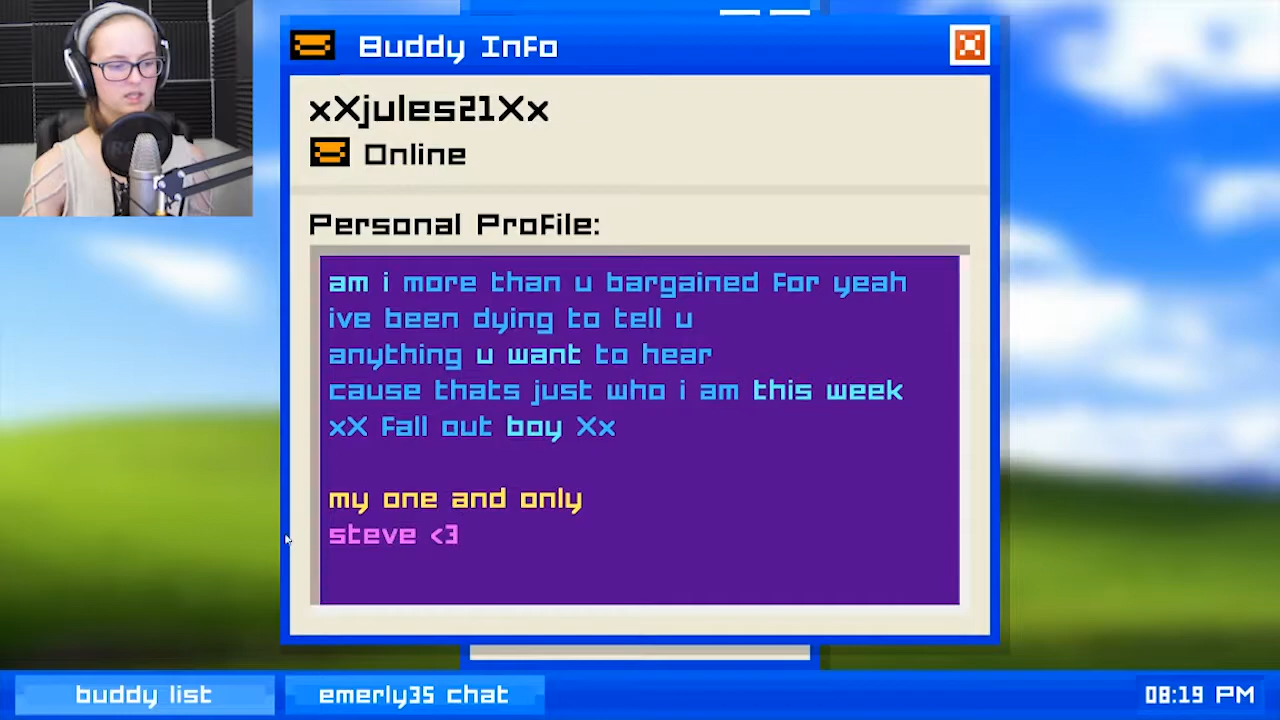 Buddy Info
xXjules21Xx
Online
Personal Profile:
am i more than u bargained for yeah
ive been dying to tell u
anything u want to hear
cause thats just who i am this week
xX fall out boy Xx
my one and only
steve <3
buddy list
emerly35 chat
08:19 PM